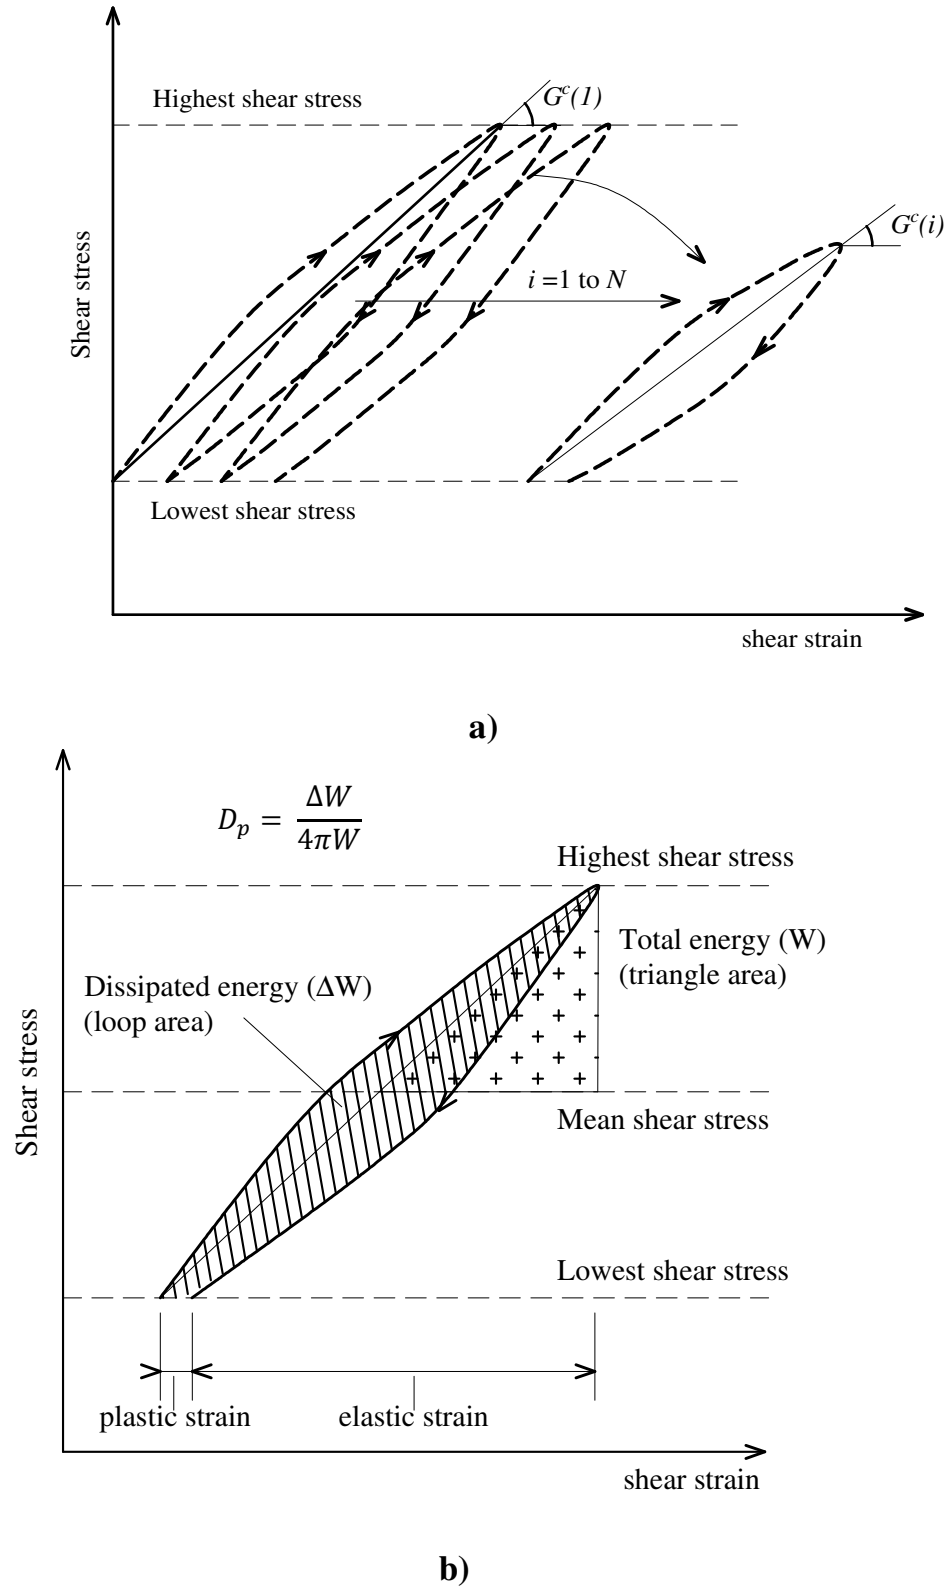 Highest shear stress
Gᶜ(1)
Gᶜ(i)
Shear stress
i =1 to N
Lowest shear stress
shear strain
a)
D_p = ΔW / 4πW
Highest shear stress
Total energy (W)
(triangle area)
Dissipated energy (ΔW)
(loop area)
Shear stress
Mean shear stress
Lowest shear stress
plastic strain
elastic strain
shear strain
b)